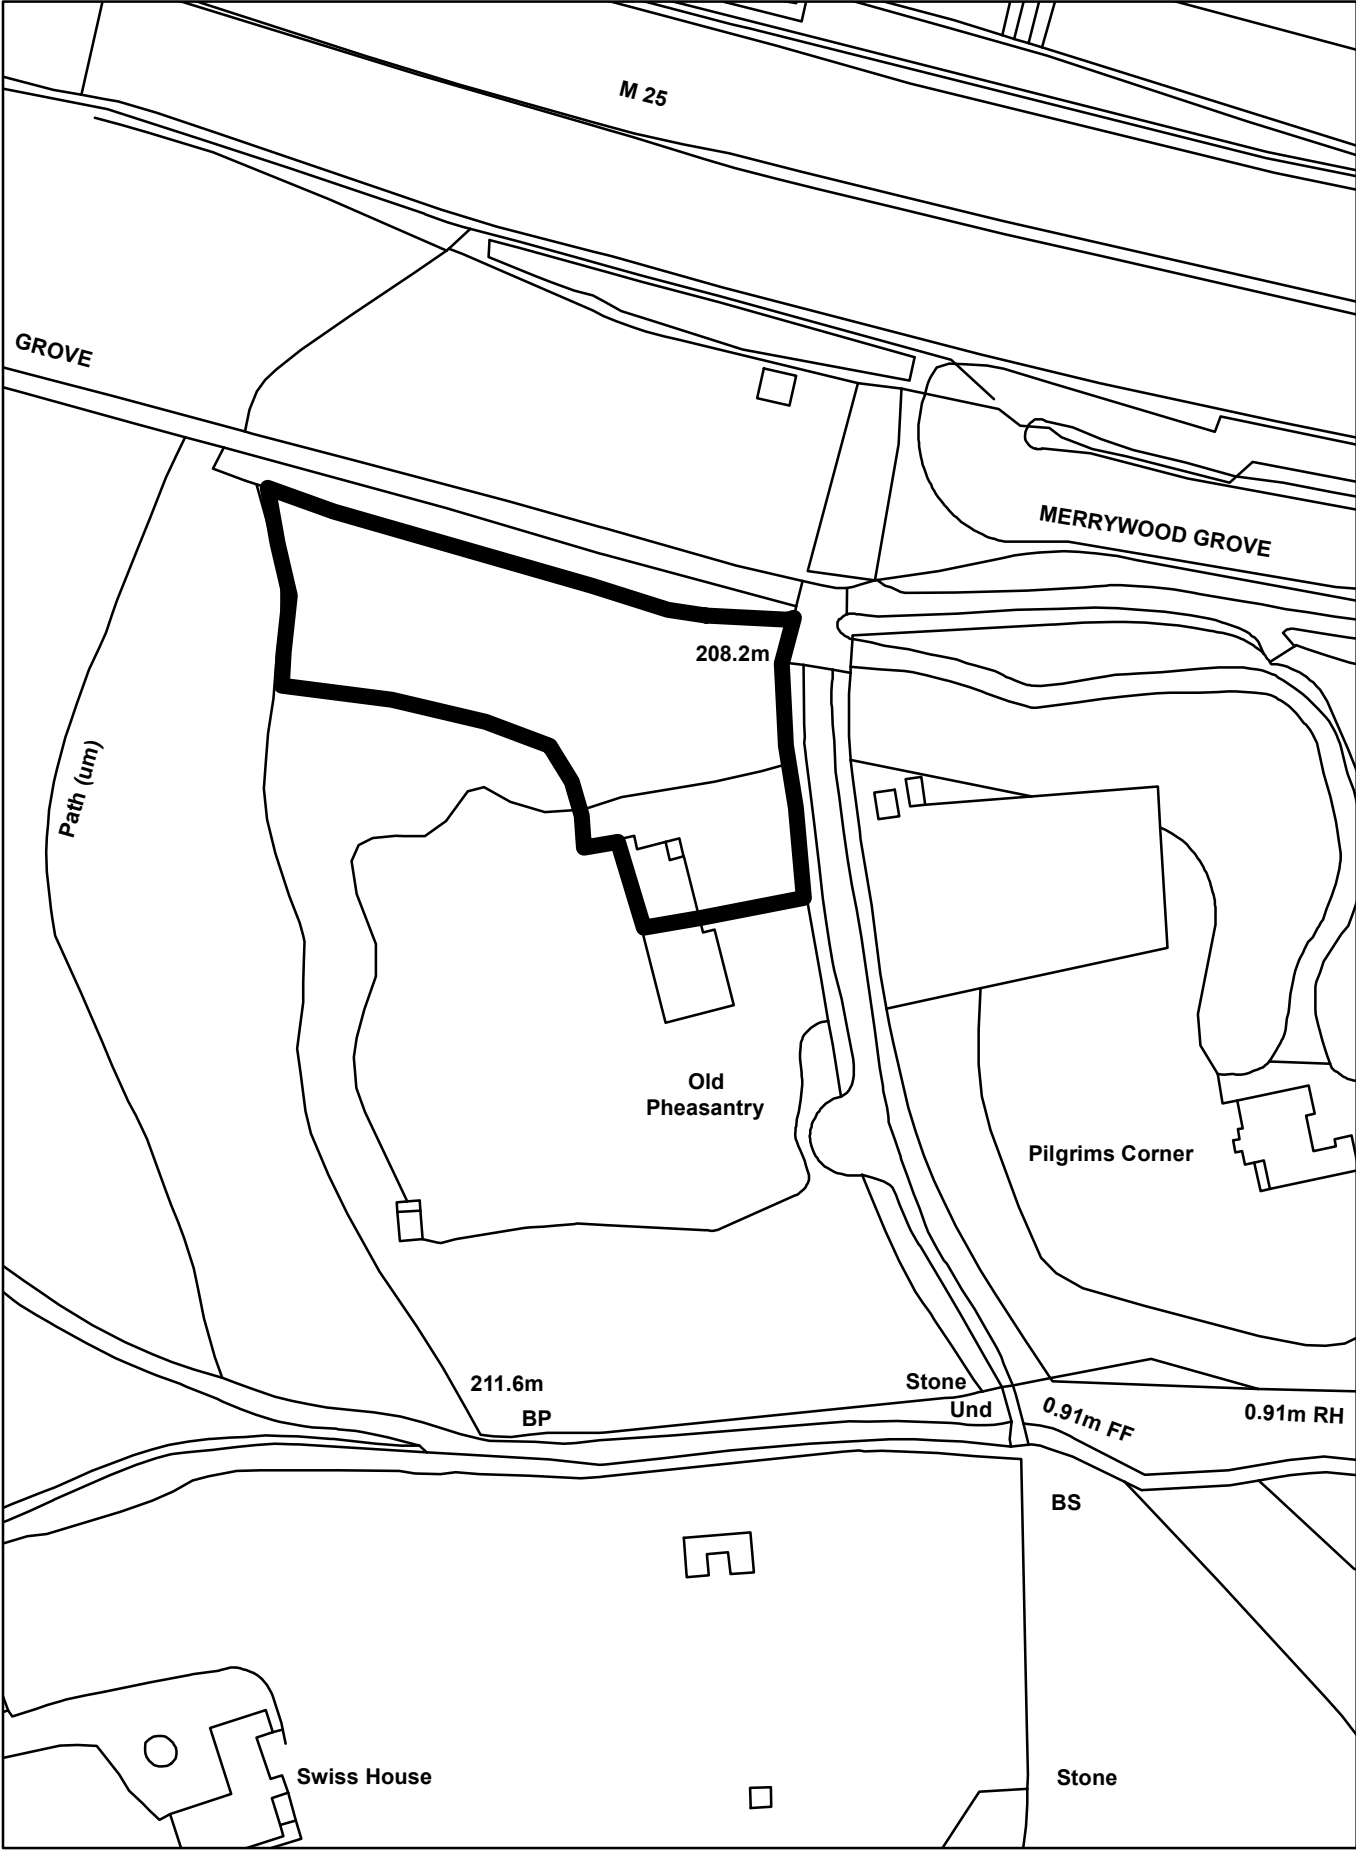 M 25
GROVE
MERRYWOOD GROVE
208.2m
Path (um)
Old
Pheasantry
Pilgrims Corner
211.6m
Stone
BP
Und
0.91m FF
0.91m RH
BS
Swiss House
Stone